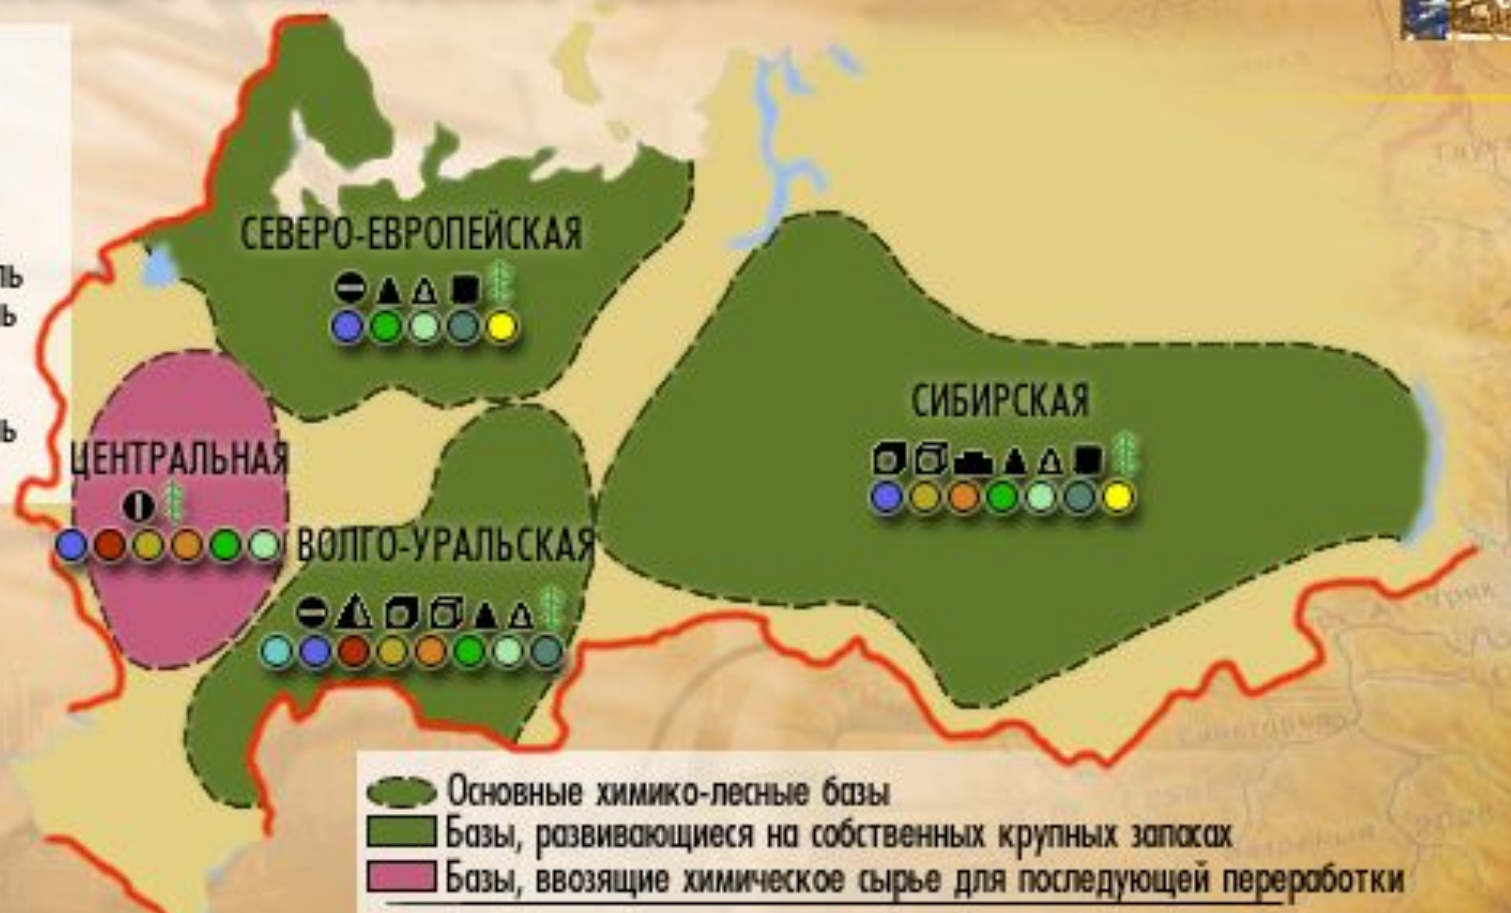 ль
ь
ь
СЕВЕРО-ЕВРОПЕЙСКАЯ
СИБИРСКАЯ
ЦЕНТРАЛЬНАЯ
ВОЛГО-УРАЛЬСКАЯ
Основные химико-лесные базы
Базы, развивающиеся на собственных крупных запасах
Базы, ввозящие химическое сырье для последующей переработки